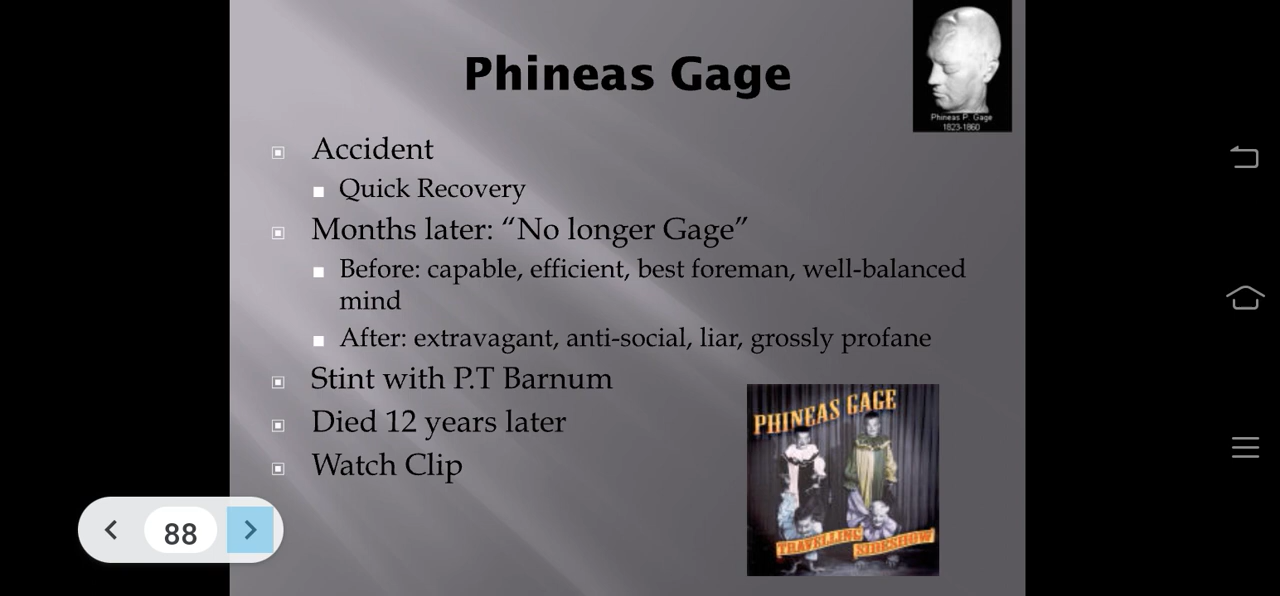 Phineas Gage
Phineas P. Gage
1823-1860
Accident
Quick Recovery
Months later: “No longer Gage”
Before: capable, efficient, best foreman, well-balanced
mind
After: extravagant, anti-social, liar, grossly profane
Stint with P.T Barnum
Died 12 years later
Watch Clip
PHINEAS GAGE
TRAVELLING SIDESHOW
88